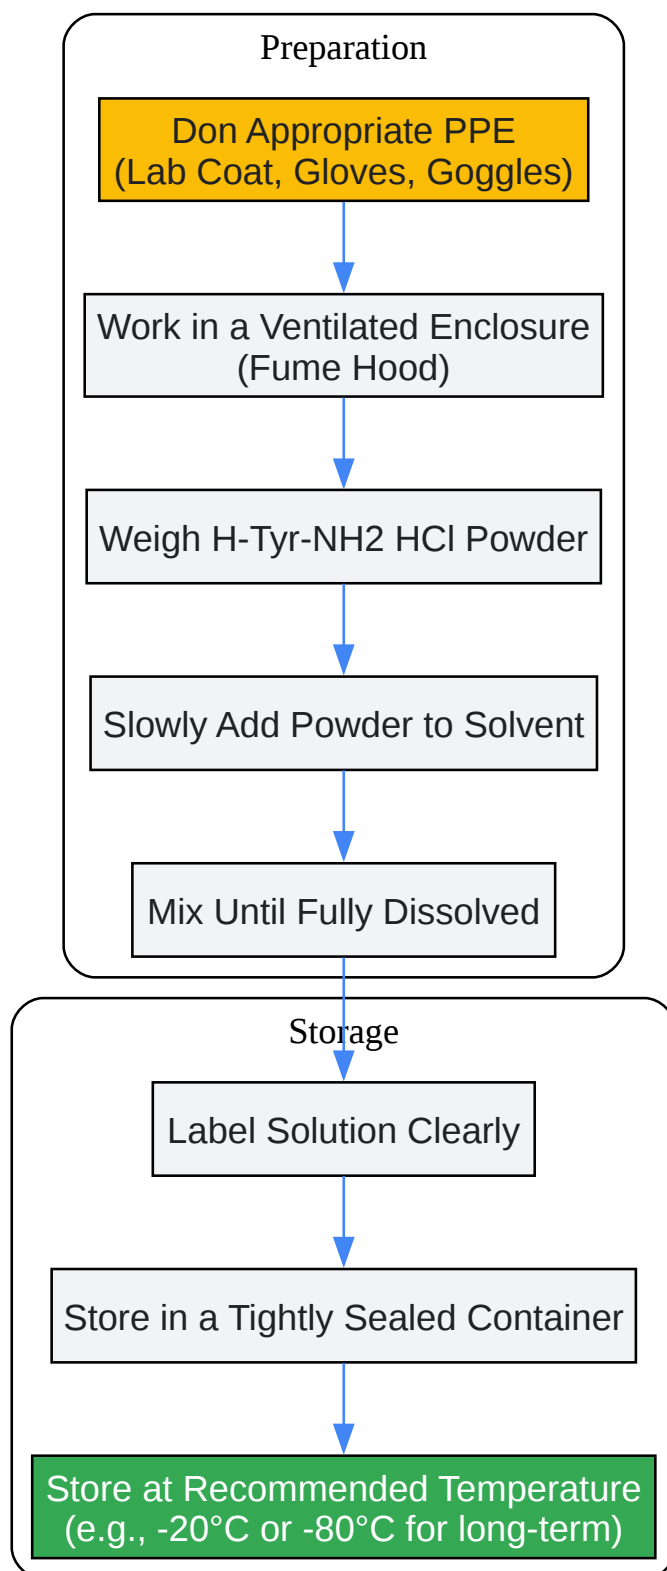 Preparation
Don Appropriate PPE
(Lab Coat, Gloves, Goggles)
Work in a Ventilated Enclosure
(Fume Hood)
Weigh H-Tyr-NH2 HCl Powder
Slowly Add Powder to Solvent
Mix Until Fully Dissolved
Storage
Label Solution Clearly
Store in a Tightly Sealed Container
Store at Recommended Temperature
(e.g., -20°C or -80°C for long-term)